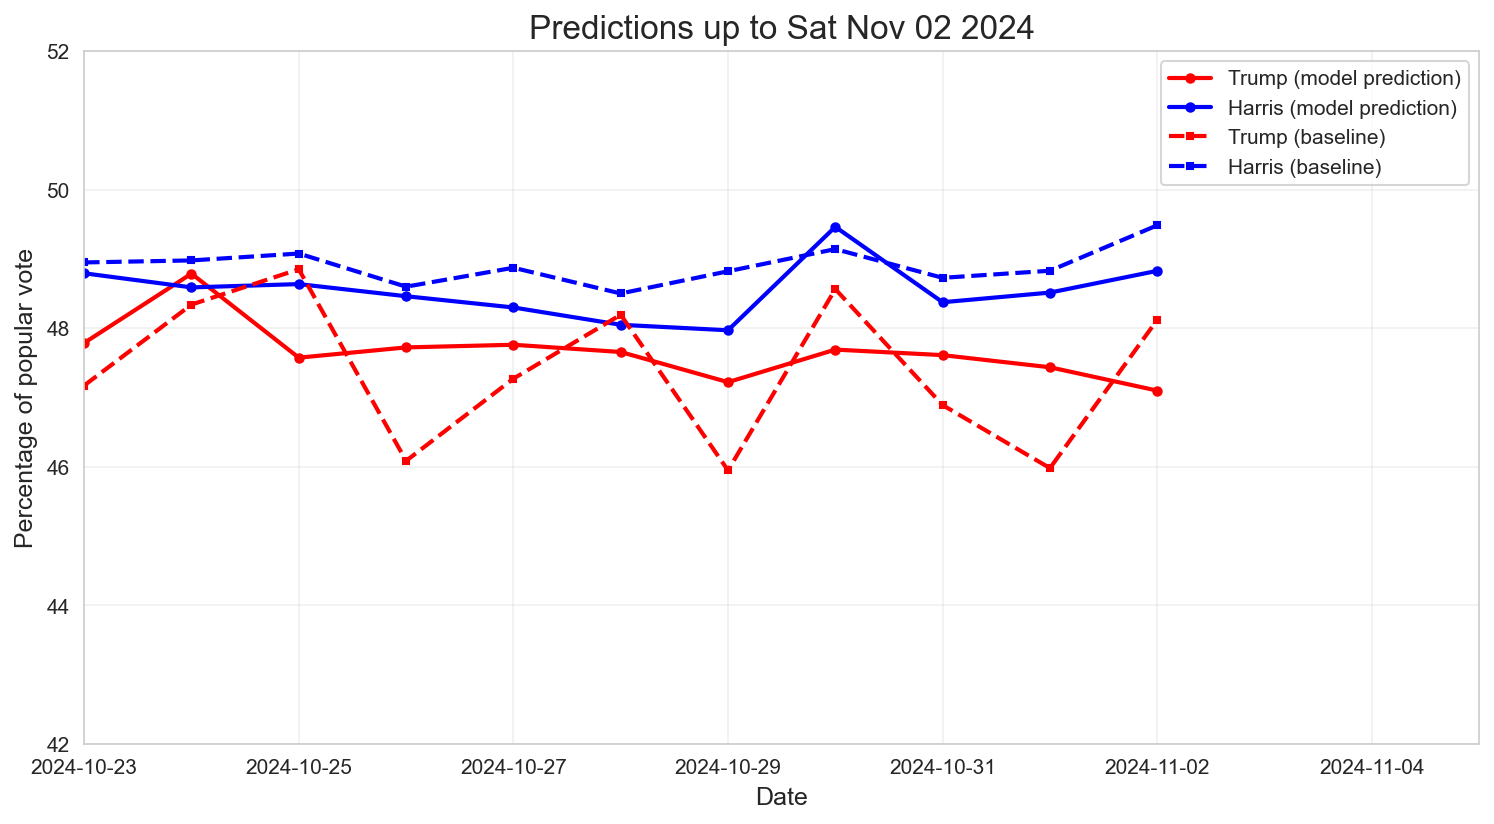 Predictions up to Sat Nov 02 2024
Trump (model prediction)
Harris (model prediction)
Trump (baseline)
Harris (baseline)
Percentage of popular vote
52
50
48
46
44
42
2024-10-23
2024-10-25
2024-10-27
2024-10-29
2024-10-31
2024-11-02
2024-11-04
Date